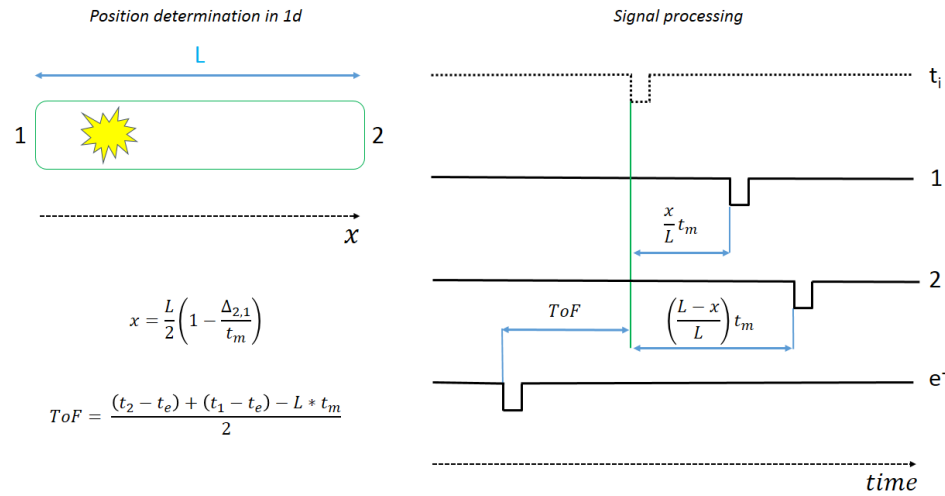 Position determination in 1d
L
1
2
x
x = L/2 (1 − Δ2,1/tm)
ToF = ((t2 − te) + (t1 − te) − L * tm)/2
Signal processing
ti
1
x/L tm
2
ToF
((L − x)/L) tm
e-
time